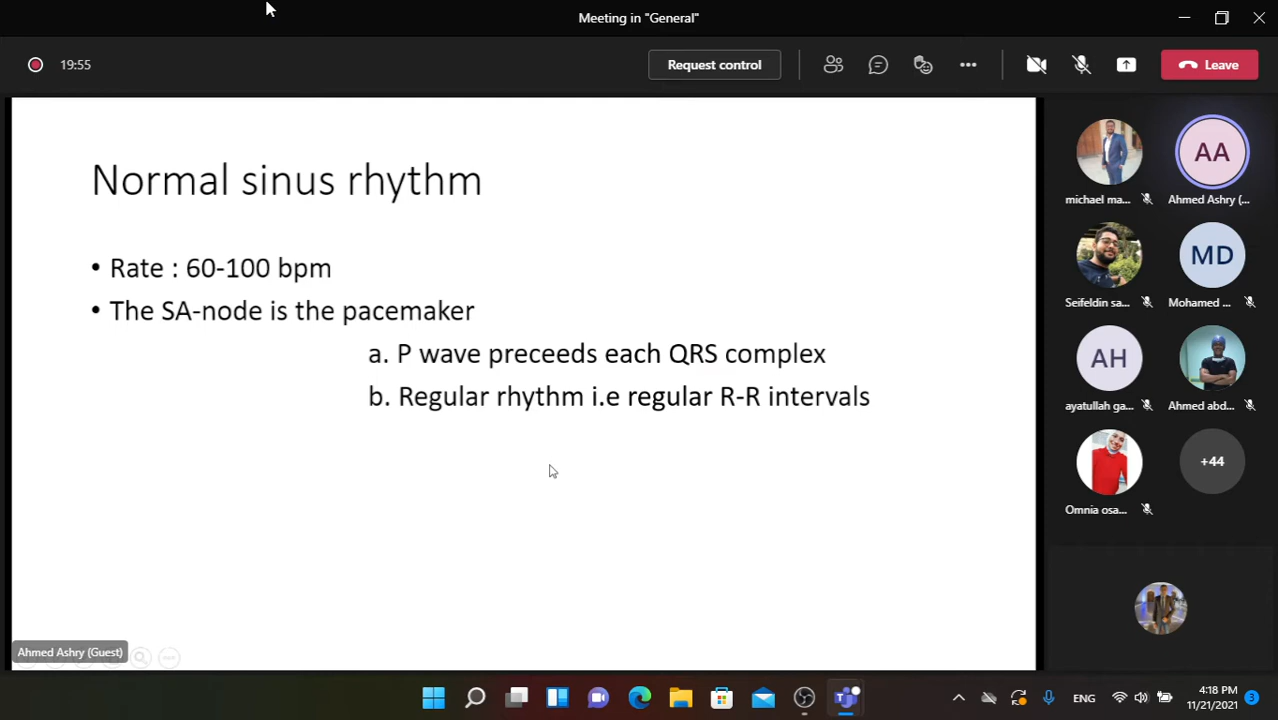 Meeting in "General"
19:55
Request control
Leave
Normal sinus rhythm
• Rate : 60-100 bpm
• The SA-node is the pacemaker
a. P wave preceeds each QRS complex
b. Regular rhythm i.e regular R-R intervals
AA
michael ma...
Ahmed Ashry (...
MD
Seifeldin sa...
Mohamed ...
AH
ayatullah ga...
Ahmed abd...
+44
Omnia osa...
Ahmed Ashry (Guest)
ENG
4:18 PM
11/21/2021
3